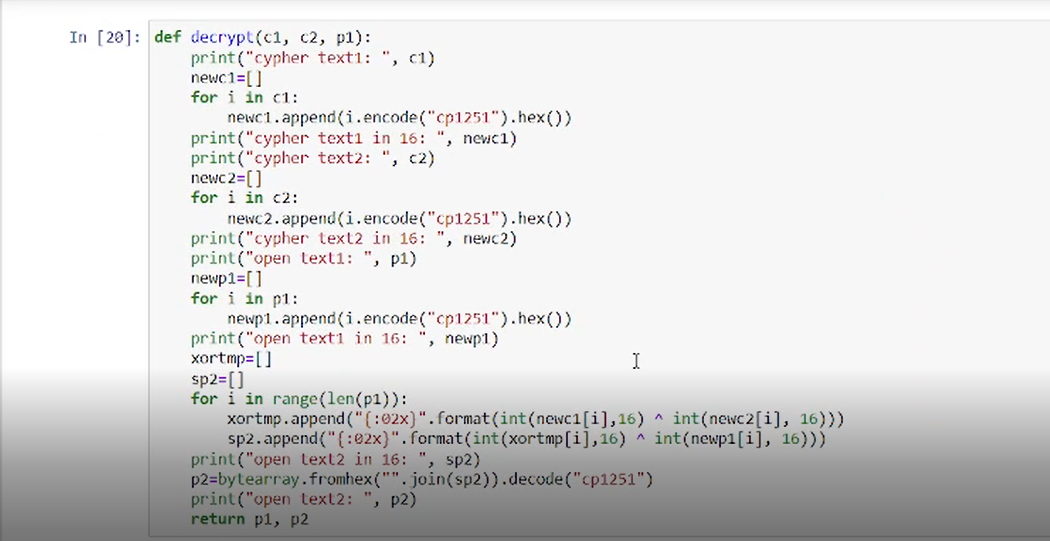 In [20]: def decrypt(c1, c2, p1):
print("cypher text1: ", c1)
newc1=[]
for i in c1:
newc1.append(i.encode("cp1251").hex())
print("cypher text1 in 16: ", newc1)
print("cypher text2: ", c2)
newc2=[]
for i in c2:
newc2.append(i.encode("cp1251").hex())
print("cypher text2 in 16: ", newc2)
print("open text1: ", p1)
newp1=[]
for i in p1:
newp1.append(i.encode("cp1251").hex())
print("open text1 in 16: ", newp1)
xortmp=[]
sp2=[]
for i in range(len(p1)):
xortmp.append("{:02x}".format(int(newc1[i],16) ^ int(newc2[i], 16)))
sp2.append("{:02x}".format(int(xortmp[i],16) ^ int(newp1[i], 16)))
print("open text2 in 16: ", sp2)
p2=bytearray.fromhex("".join(sp2)).decode("cp1251")
print("open text2: ", p2)
return p1, p2